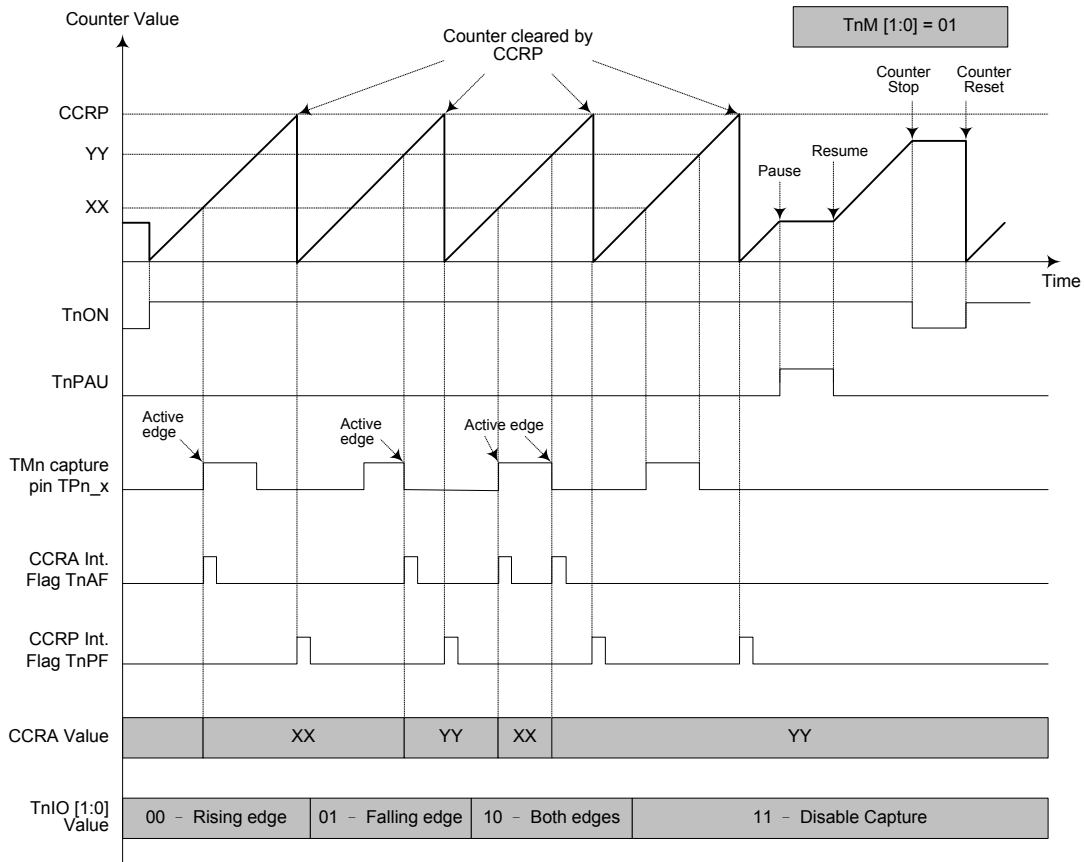 Counter Value
TnM [1:0] = 01
Counter cleared by
CCRP
Counter
Stop
Counter
Reset
CCRP
YY
XX
Pause
Resume
Time
TnON
TnPAU
Active
edge
Active
edge
Active edge
TMn capture
pin TPn_x
CCRA Int.
Flag TnAF
CCRP Int.
Flag TnPF
CCRA Value
XX
YY
XX
YY
TnIO [1:0]
Value
00 – Rising edge
01 – Falling edge
10 – Both edges
11 – Disable Capture